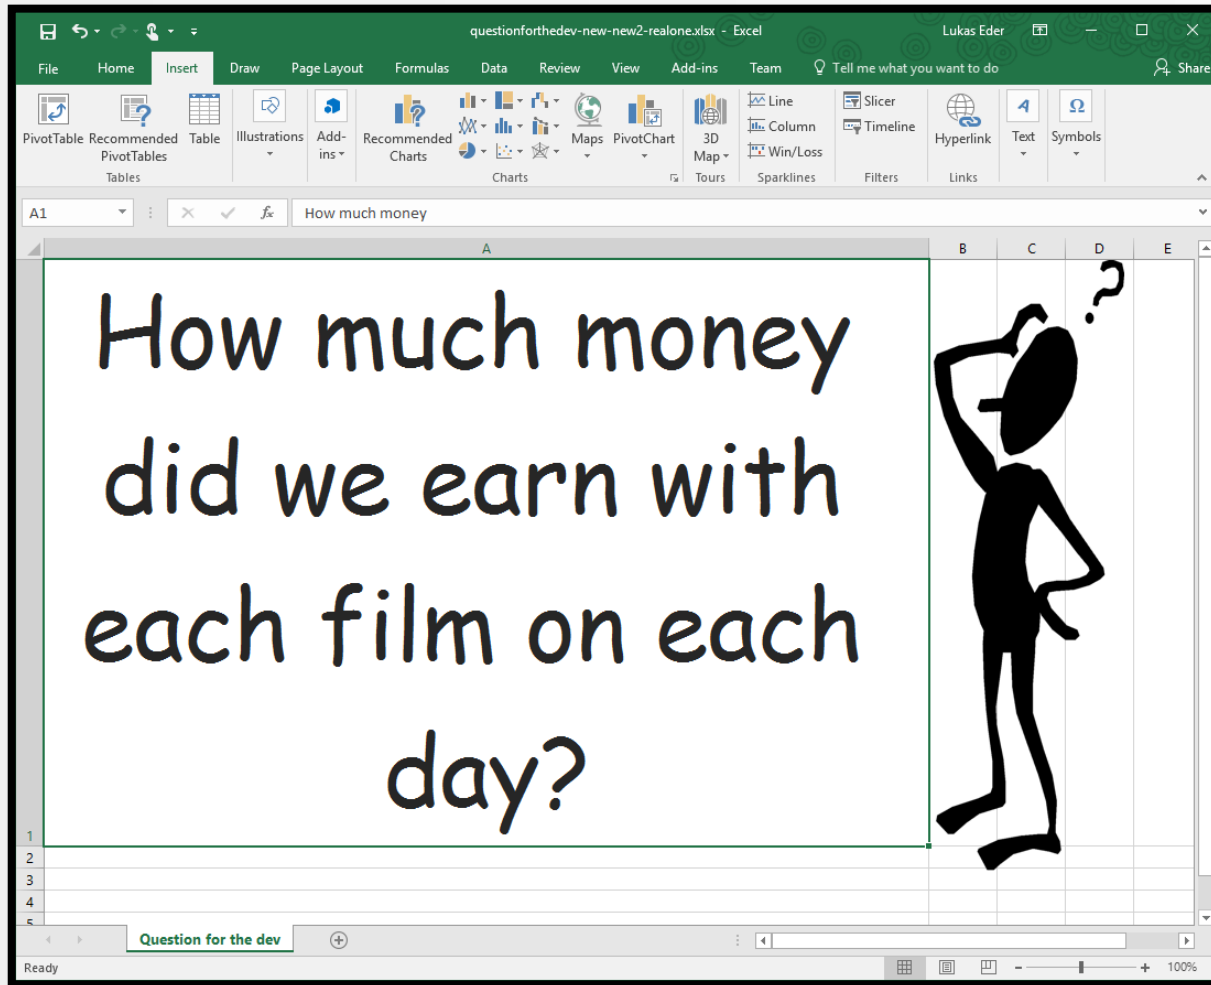 questionforthedev-new-new2-realone.xlsx - Excel
Lukas Eder
File Home Insert Draw Page Layout Formulas Data Review View Add-ins Team Tell me what you want to do Share
PivotTable
Recommended PivotTables
Table
Tables
Illustrations
Add-ins
Recommended Charts
Maps
PivotChart
Charts
3D Map
Tours
Line
Column
Win/Loss
Sparklines
Slicer
Timeline
Filters
Hyperlink
Links
Text
Symbols
A1
fx
How much money
A B C D E
How much money
did we earn with
each film on each
day?
?
1
2
3
4
5
Question for the dev
Ready
100%